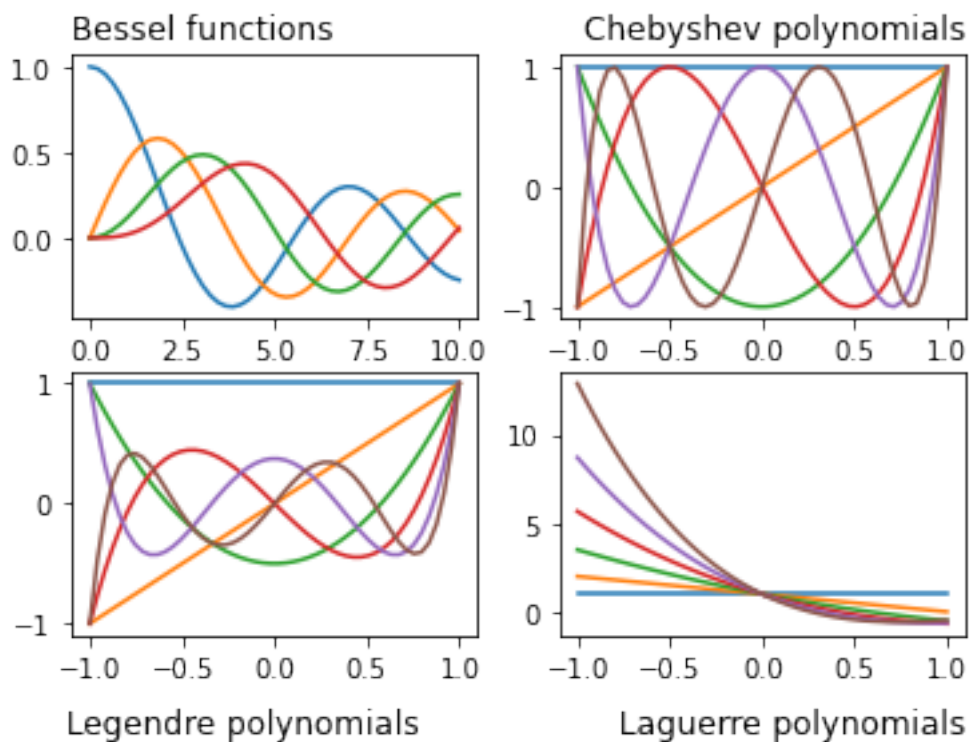 Bessel functions
Chebyshev polynomials
1.0
0.5
0.0
0.0 2.5 5.0 7.5 10.0
1
0
−1
−1.0 −0.5 0.0 0.5 1.0
1
0
−1
−1.0 −0.5 0.0 0.5 1.0
10
5
0
−1.0 −0.5 0.0 0.5 1.0
Legendre polynomials
Laguerre polynomials